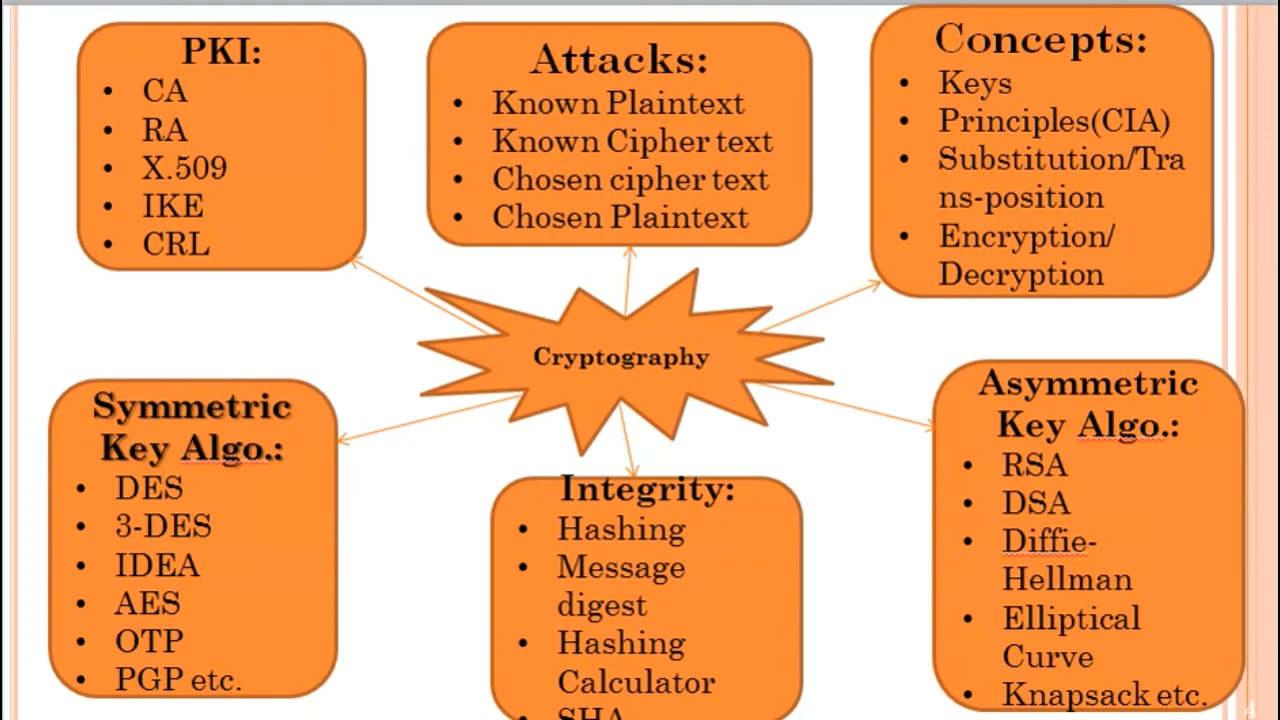 PKI:
• CA
• RA
• X.509
• IKE
• CRL
Attacks:
• Known Plaintext
• Known Cipher text
• Chosen cipher text
• Chosen Plaintext
Concepts:
• Keys
• Principles(CIA)
• Substitution/Tra
ns-position
• Encryption/
Decryption
Cryptography
Symmetric
Key Algo.:
• DES
• 3-DES
• IDEA
• AES
• OTP
• PGP etc.
Integrity:
• Hashing
• Message
digest
• Hashing
Calculator
• SHA
Asymmetric
Key Algo.:
• RSA
• DSA
• Diffie-
Hellman
• Elliptical
Curve
• Knapsack etc.
4